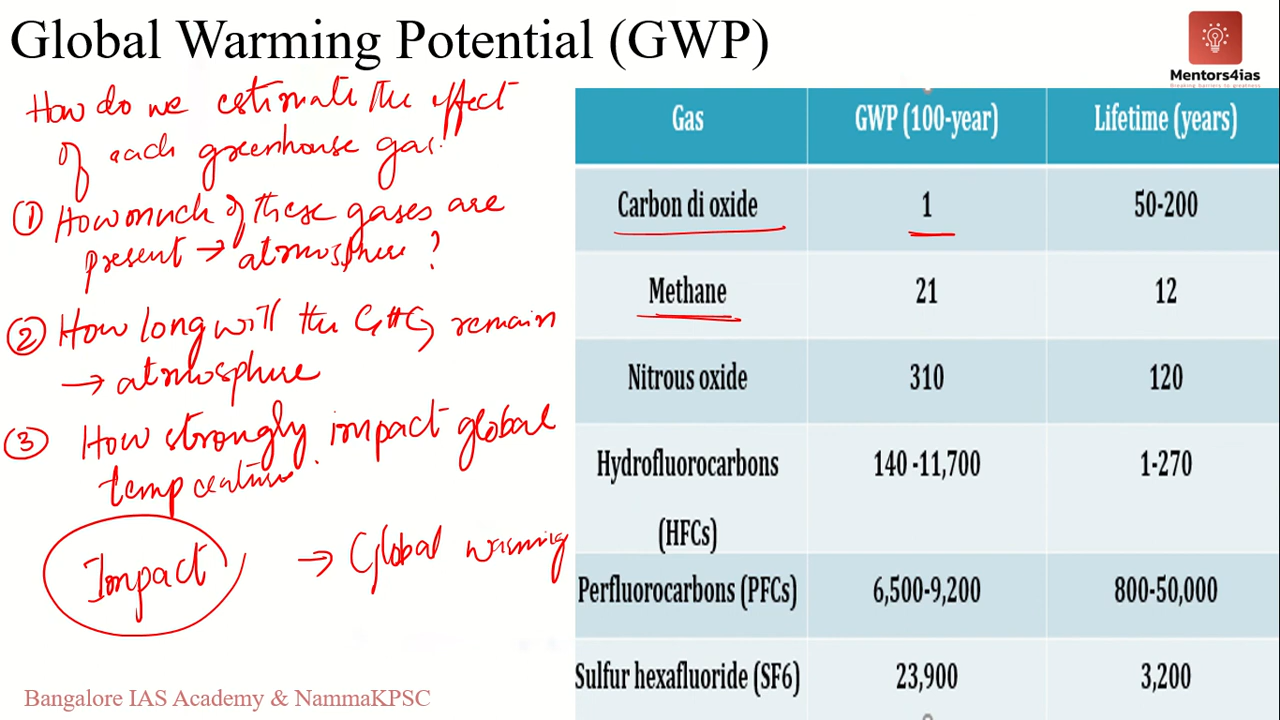 Global Warming Potential (GWP)
Mentors4ias
Breaking barriers to greatness
How do we estimate the effect
of each greenhouse gas.
① How much of these gases are
present → atmosphere ?
② How long will the GHG remain
→ atmosphere
③ How strongly impact global
temperature.
Impact → Global warming
Gas GWP (100-year) Lifetime (years)
Carbon di oxide 1 50-200
Methane 21 12
Nitrous oxide 310 120
Hydrofluorocarbons 140 -11,700 1-270
(HFCs)
Perfluorocarbons (PFCs) 6,500-9,200 800-50,000
Sulfur hexafluoride (SF6) 23,900 3,200
Bangalore IAS Academy & NammaKPSC